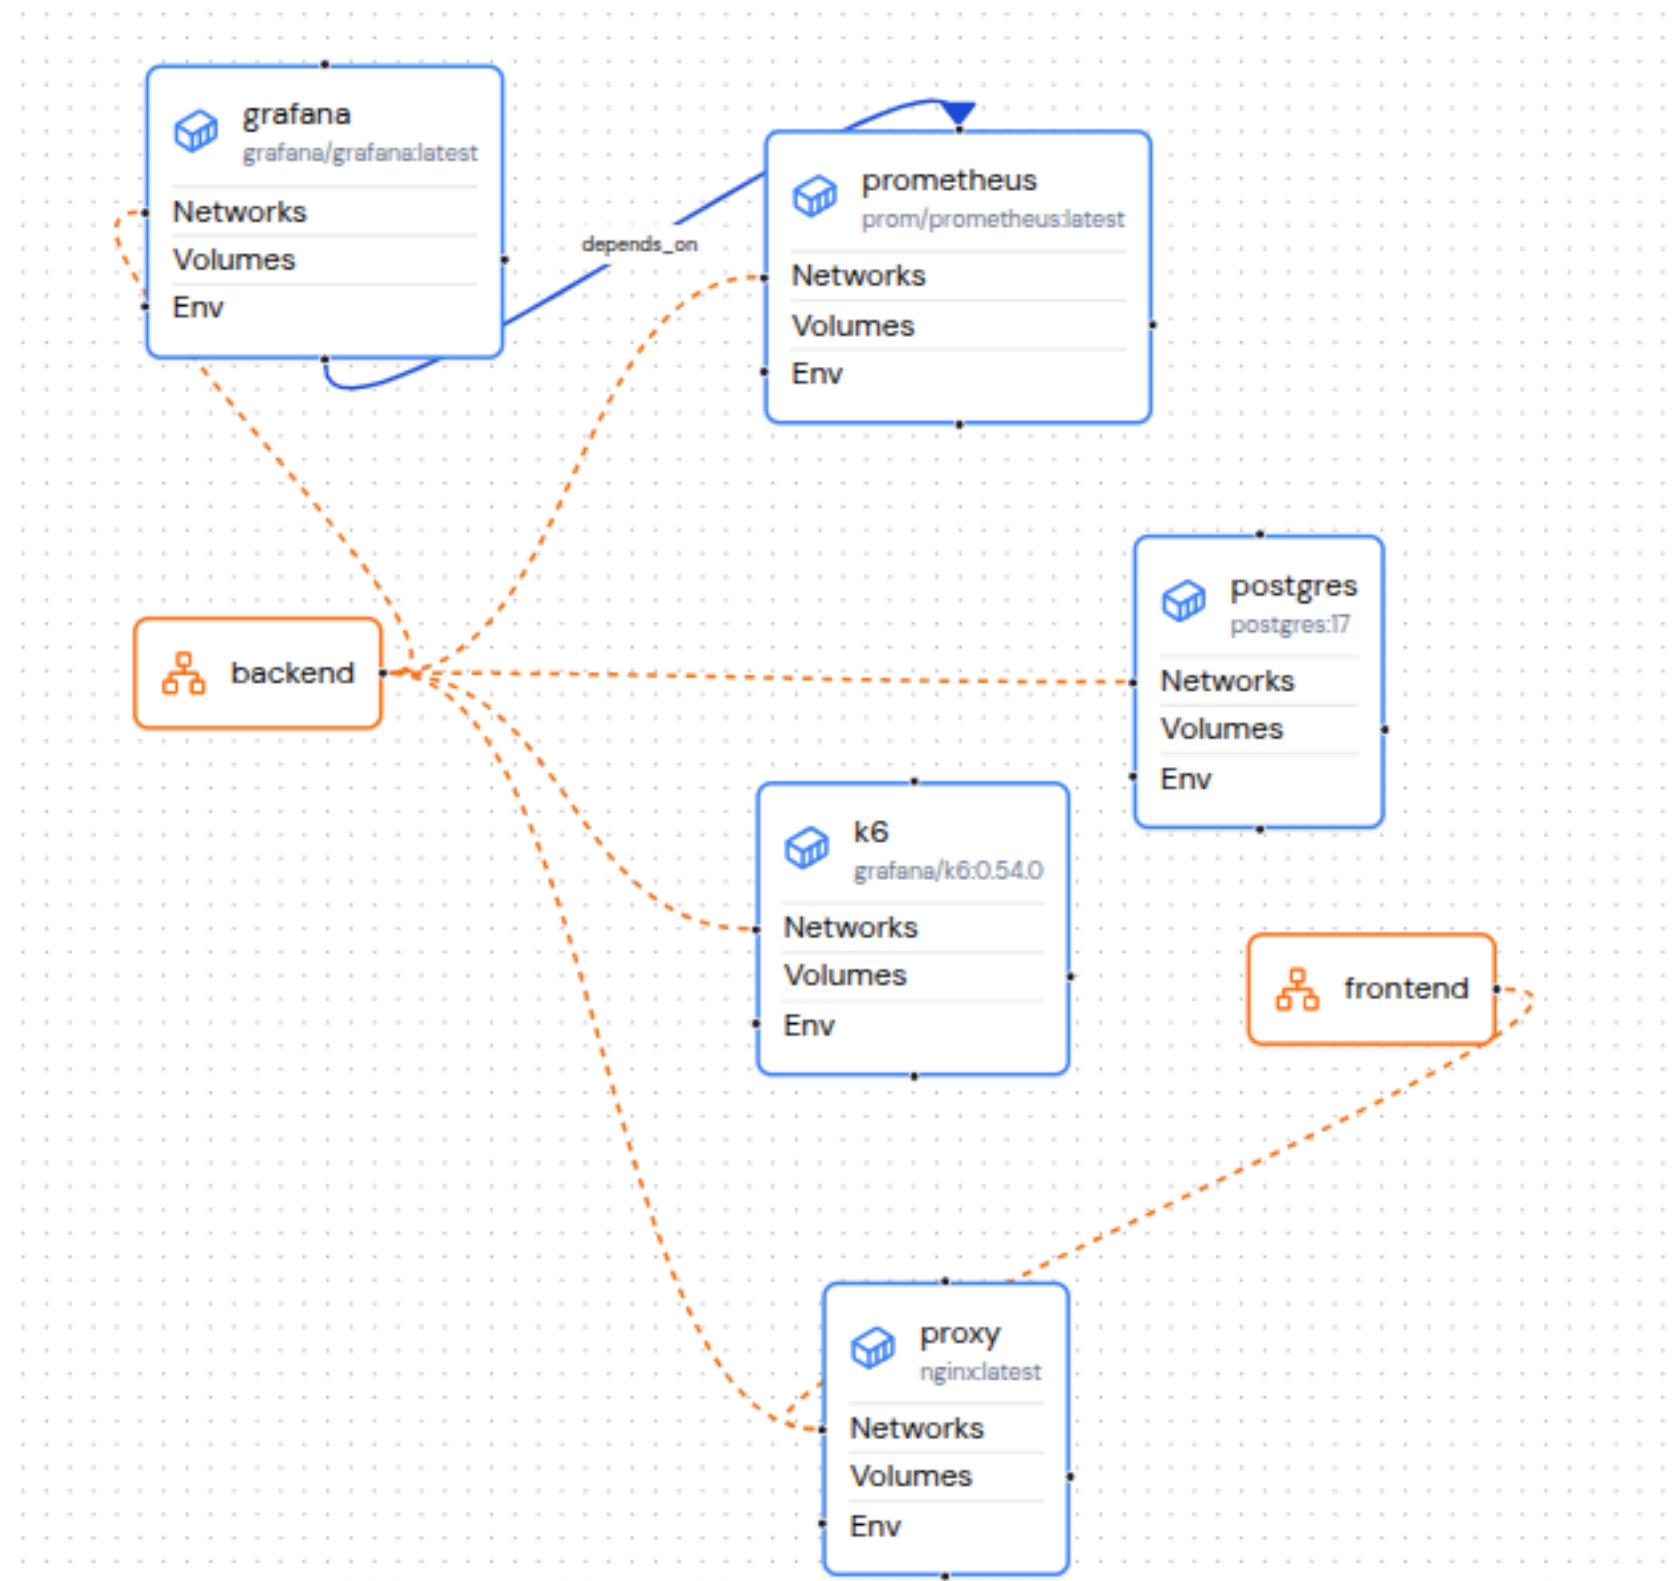 grafana
grafana/grafana:latest
Networks
Volumes
Env
depends_on
prometheus
prom/prometheus:latest
Networks
Volumes
Env
backend
postgres
postgres:17
Networks
Volumes
Env
k6
grafana/k6:0.54.0
Networks
Volumes
Env
frontend
proxy
nginx:latest
Networks
Volumes
Env